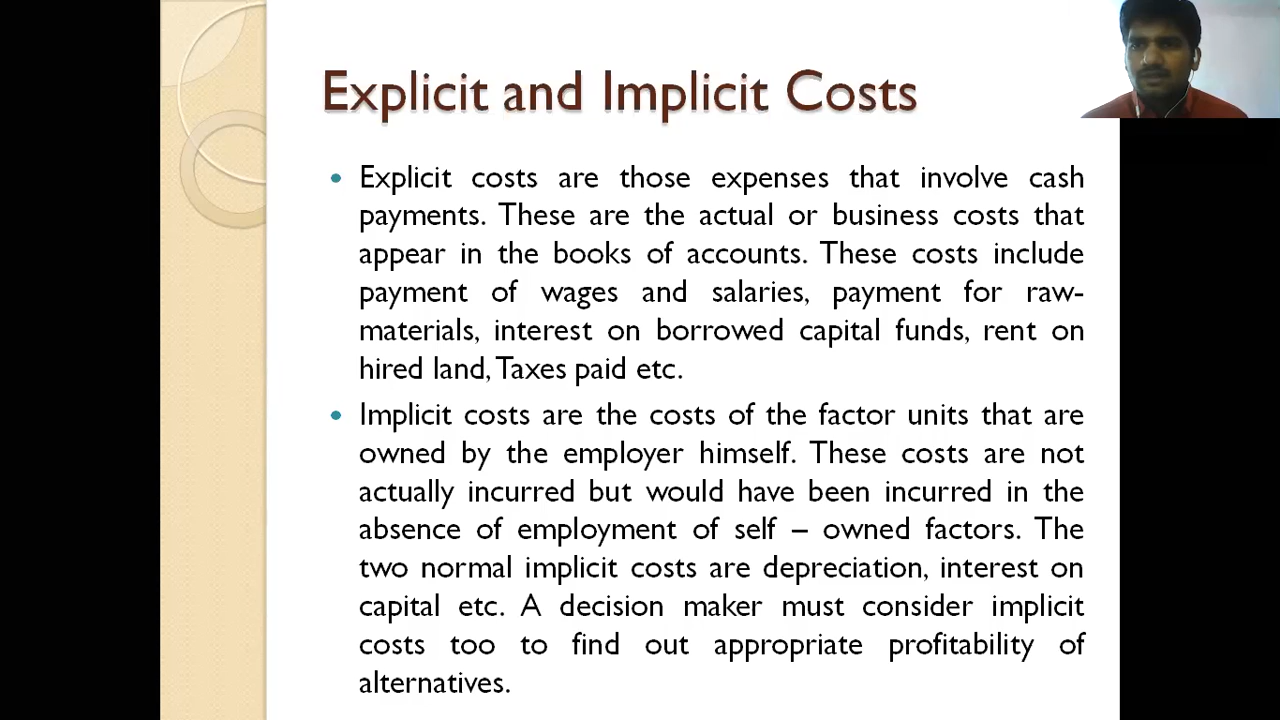 Explicit and Implicit Costs
Explicit costs are those expenses that involve cash
payments. These are the actual or business costs that
appear in the books of accounts. These costs include
payment of wages and salaries, payment for raw-
materials, interest on borrowed capital funds, rent on
hired land, Taxes paid etc.
Implicit costs are the costs of the factor units that are
owned by the employer himself. These costs are not
actually incurred but would have been incurred in the
absence of employment of self – owned factors. The
two normal implicit costs are depreciation, interest on
capital etc. A decision maker must consider implicit
costs too to find out appropriate profitability of
alternatives.